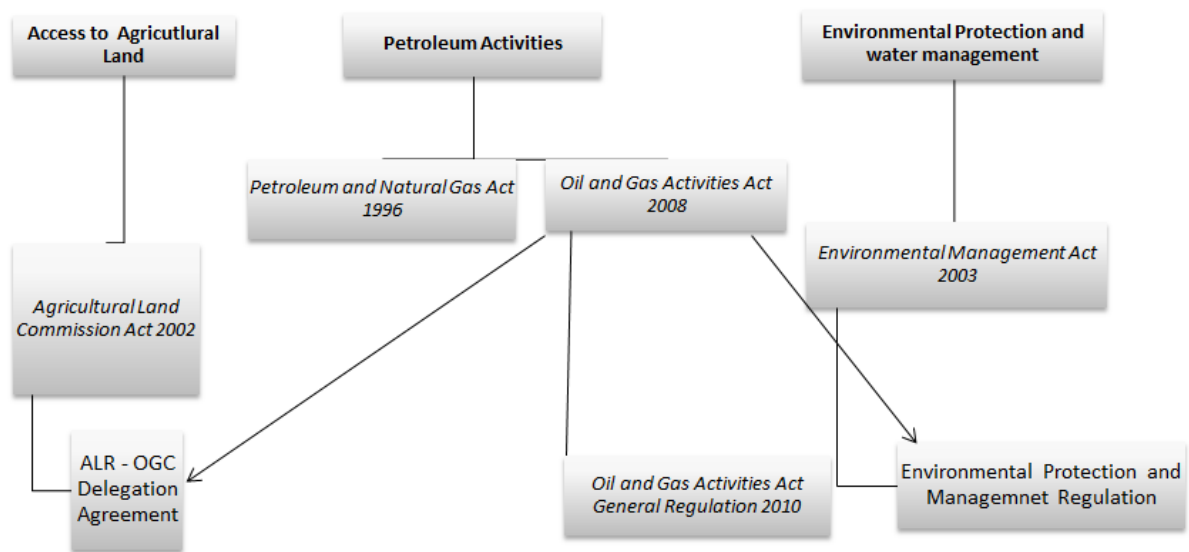 Access to Agricutlural
Land
Petroleum Activities
Environmental Protection and
water management
Petroleum and Natural Gas Act
1996
Oil and Gas Activities Act
2008
Environmental Management Act
2003
Agricultural Land
Commission Act 2002
ALR - OGC
Delegation
Agreement
Oil and Gas Activities Act
General Regulation 2010
Environmental Protection and
Managemnet Regulation